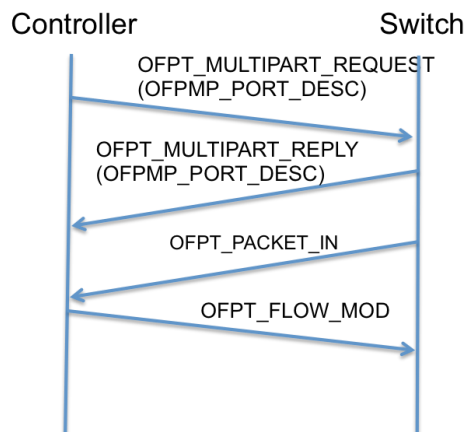 Controller Switch
OFPT_MULTIPART_REQUEST
(OFPMP_PORT_DESC)
OFPT_MULTIPART_REPLY
(OFPMP_PORT_DESC)
OFPT_PACKET_IN
OFPT_FLOW_MOD